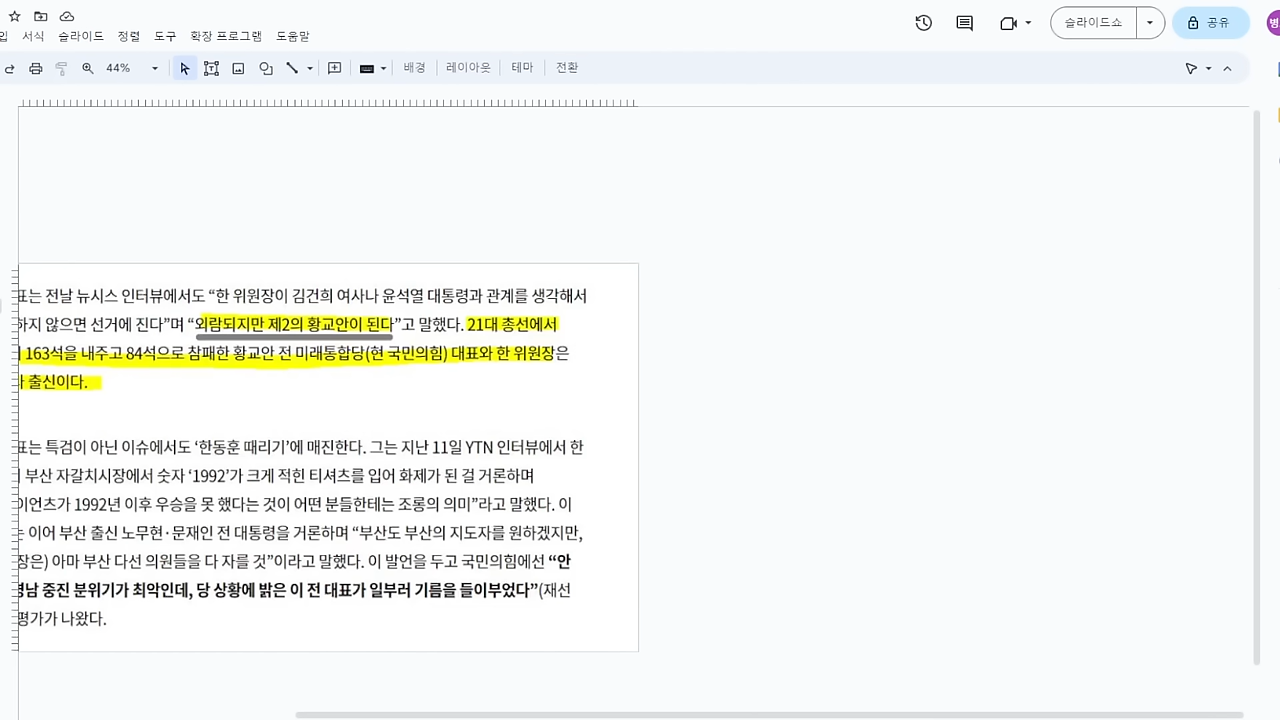 서식 슬라이드 정렬 도구 확장 프로그램 도움말
슬라이드쇼
공유
44%
배경 레이아웃 테마 전환
표는 전날 뉴시스 인터뷰에서도 “한 위원장이 김건희 여사나 윤석열 대통령과 관계를 생각해서
하지 않으면 선거에 진다”며 “외람되지만 제2의 황교안이 된다”고 말했다. 21대 총선에서
163석을 내주고 84석으로 참패한 황교안 전 미래통합당(현 국민의힘) 대표와 한 위원장은
출신이다.
표는 특검이 아닌 이슈에서도 ‘한동훈 때리기’에 매진한다. 그는 지난 11일 YTN 인터뷰에서 한
부산 자갈치시장에서 숫자 ‘1992’가 크게 적힌 티셔츠를 입어 화제가 된 걸 거론하며
이언츠가 1992년 이후 우승을 못 했다는 것이 어떤 분들한테는 조롱의 의미”라고 말했다. 이
는 이어 부산 출신 노무현·문재인 전 대통령을 거론하며 “부산도 부산의 지도자를 원하겠지만,
장은) 아마 부산 다선 의원들을 다 자를 것”이라고 말했다. 이 발언을 두고 국민의힘에선 “안
영남 중진 분위기가 최악인데, 당 상황에 밝은 이 전 대표가 일부러 기름을 들이부었다”(재선
평가가 나왔다.